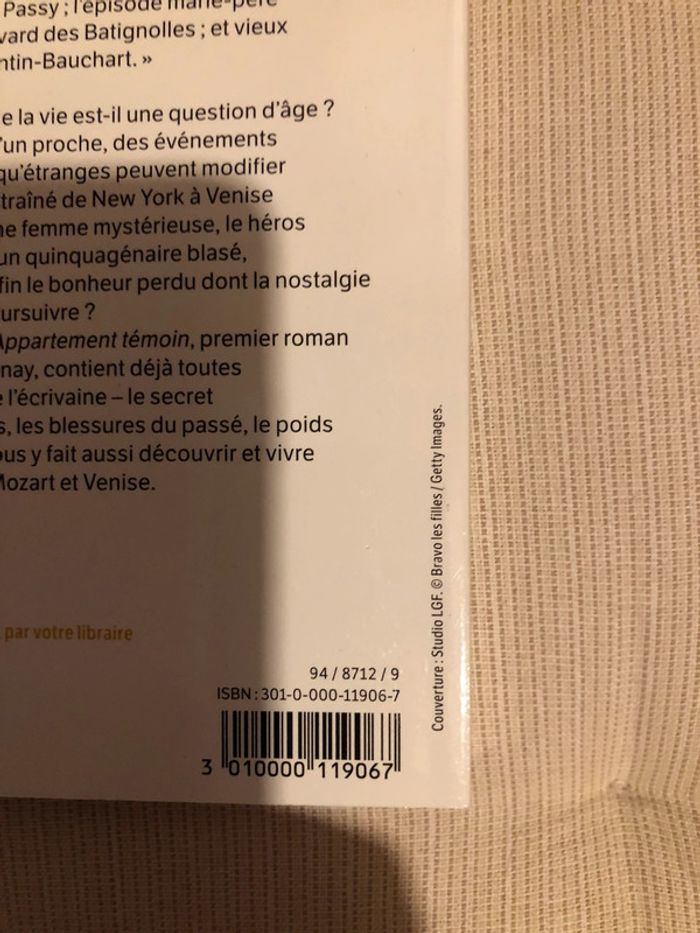 Passy ; l'épisode marie-père
vard des Batignolles ; et vieux
ntin-Bauchart. »
e la vie est-il une question d'âge ?
'un proche, des événements
qu'étranges peuvent modifier
traîné de New York à Venise
ne femme mystérieuse, le héros
un quinquagénaire blasé,
fin le bonheur perdu dont la nostalgie
ursuivre ?
Appartement témoin, premier roman
nay, contient déjà toutes
e l'écrivaine – le secret
s, les blessures du passé, le poids
ous y fait aussi découvrir et vivre
Mozart et Venise.
par votre libraire
94 / 8712 / 9
ISBN : 301-0-000-11906-7
3 010000 119067
Couverture : Studio LGF. © Bravo les filles / Getty Images.